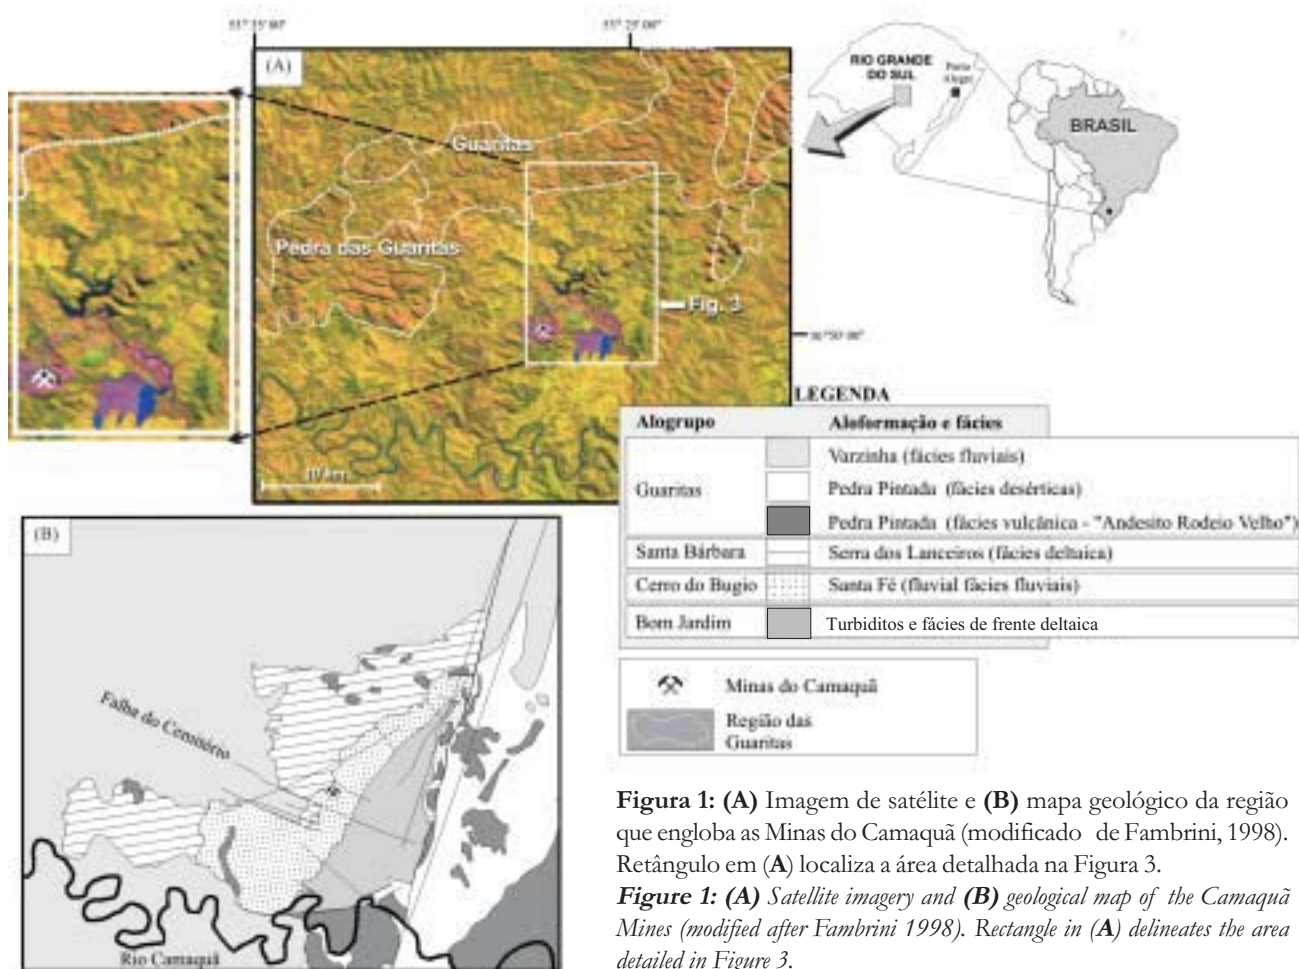 53° 25' 00"
(A)
RIO GRANDE
DO SUL
Porto
Alegre
BRASIL
Guaritas
Pedra das Guaritas
Fig. 3
10 km
LEGENDA
Alogrupo Aloformação e fácies
Varzinha (fácies fluviais)
Guaritas Pedra Pintada (fácies desérticas)
Pedra Pintada (fácies vulcânica - "Andesito Rodeio Velho")
Santa Bárbara Serra dos Lanceiros (fácies deltaica)
Cerro do Bugio Santa Fé (fluvial fácies fluviais)
Bom Jardim Turbiditos e fácies de frente deltaica
Minas do Camaquã
Região das
Guaritas
(B)
Falha do Cemitério
Rio Camaquã
Figura 1: (A) Imagem de satélite e (B) mapa geológico da região
que engloba as Minas do Camaquã (modificado de Fambrini, 1998).
Retângulo em (A) localiza a área detalhada na Figura 3.
Figure 1: (A) Satellite imagery and (B) geological map of the Camaquã
Mines (modified after Fambrini 1998). Rectangle in (A) delineates the area
detailed in Figure 3.